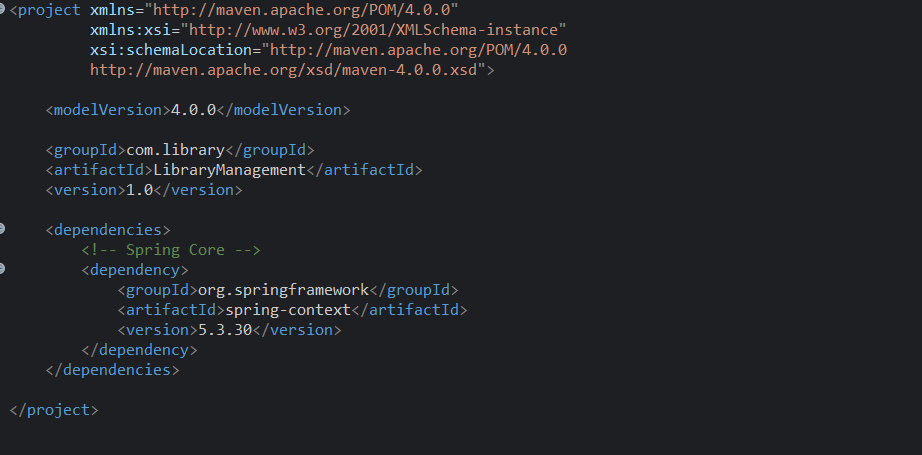 <project xmlns="http://maven.apache.org/POM/4.0.0"
         xmlns:xsi="http://www.w3.org/2001/XMLSchema-instance"
         xsi:schemaLocation="http://maven.apache.org/POM/4.0.0
         http://maven.apache.org/xsd/maven-4.0.0.xsd">

    <modelVersion>4.0.0</modelVersion>

    <groupId>com.library</groupId>
    <artifactId>LibraryManagement</artifactId>
    <version>1.0</version>

    <dependencies>
        <!-- Spring Core -->
        <dependency>
            <groupId>org.springframework</groupId>
            <artifactId>spring-context</artifactId>
            <version>5.3.30</version>
        </dependency>
    </dependencies>

</project>